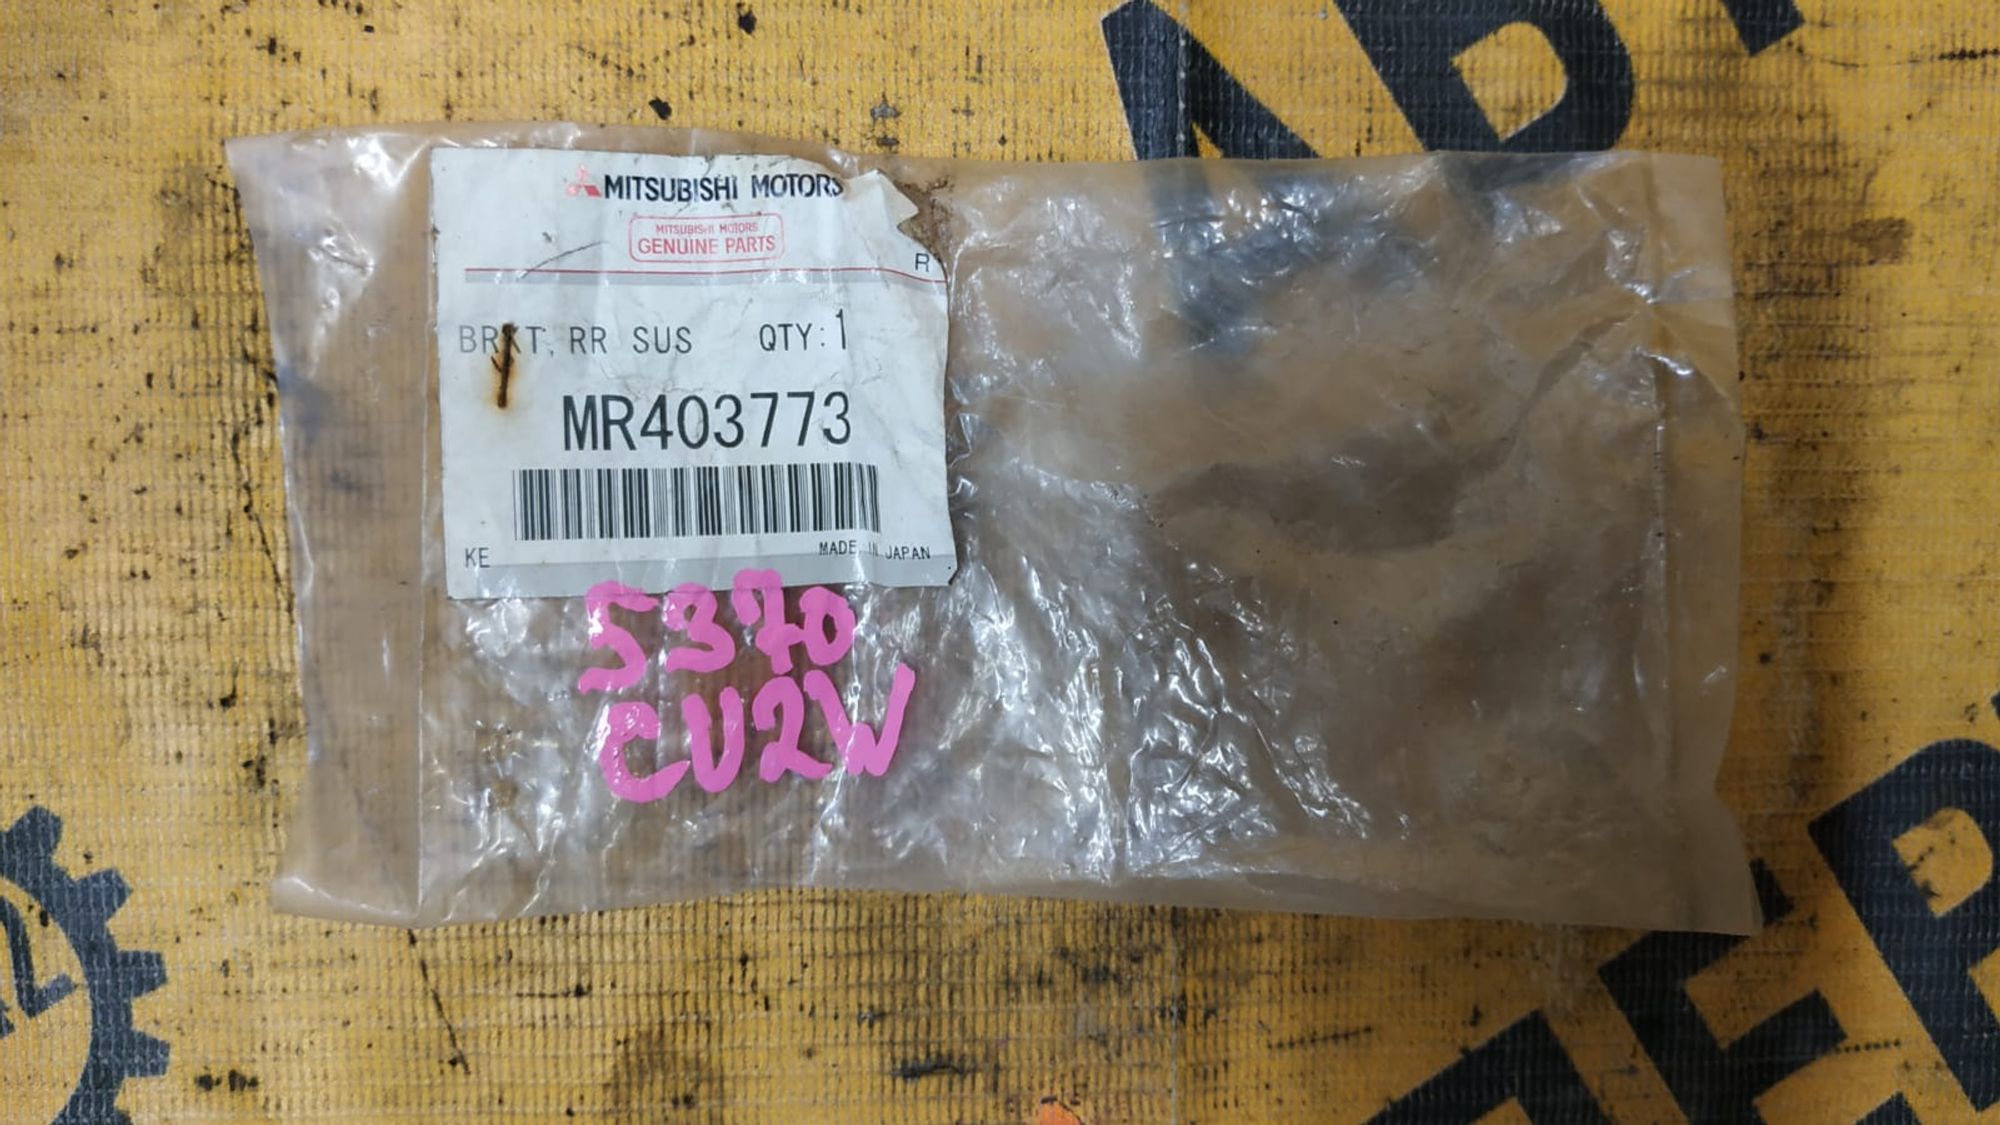 MITSUBISHI MOTORS
MITSUBISHI MOTORS
GENUINE PARTS
R
BRKT, RR SUS QTY:1
MR403773
KE MADE IN JAPAN
5370
CU2W